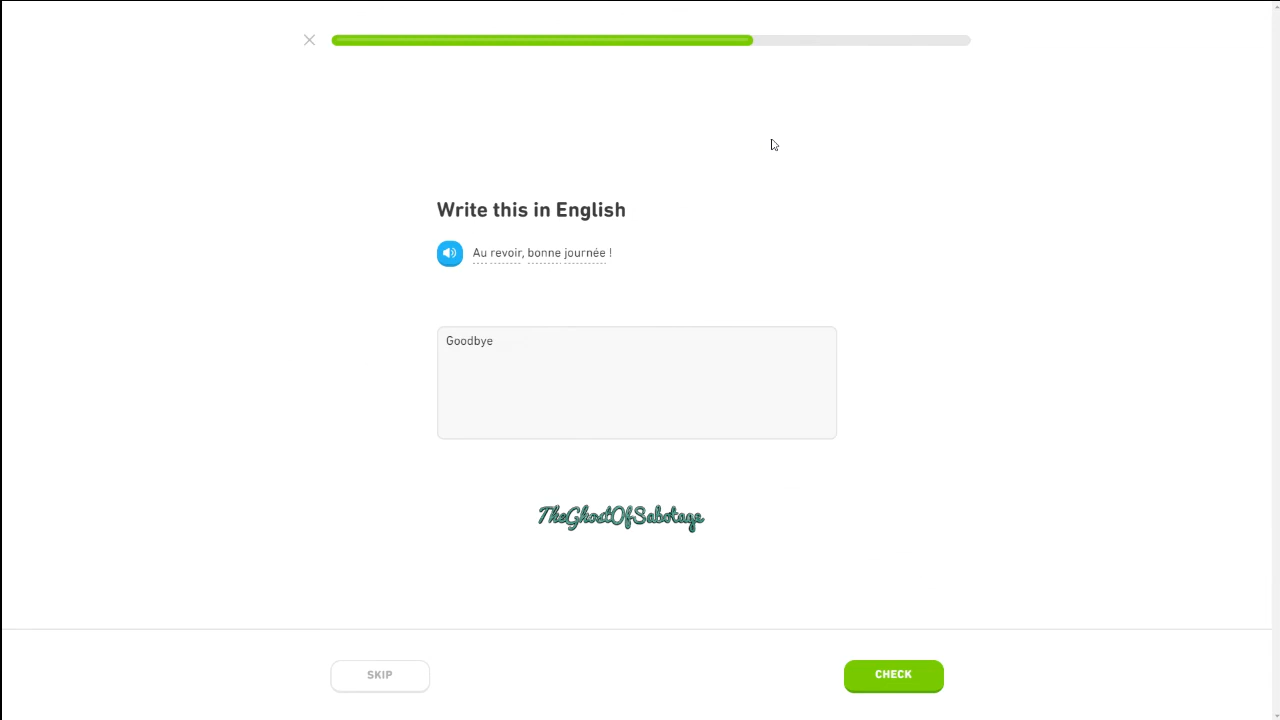 Write this in English
Au revoir, bonne journée !
Goodbye
TheGhostOfSabotage
SKIP
CHECK